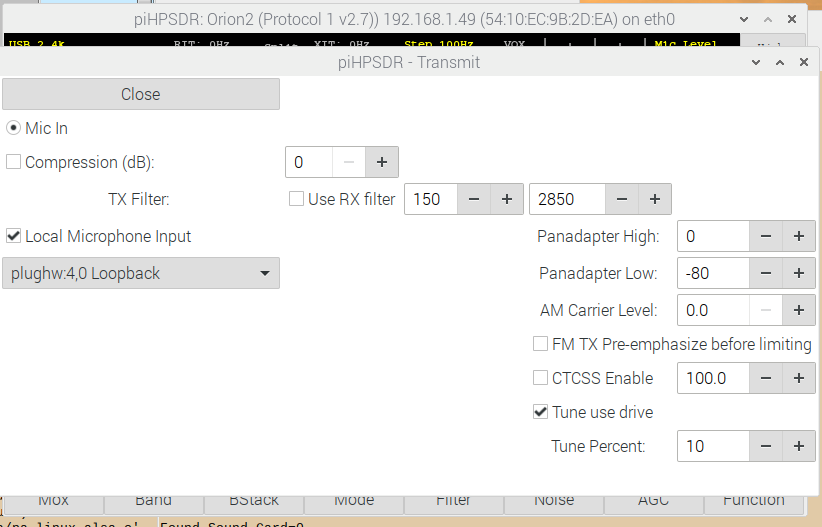 piHPSDR: Orion2 (Protocol 1 v2.7)) 192.168.1.49 (54:10:EC:9B:2D:EA) on eth0
USB 2.4k RIT: 0Hz XIT: 0Hz Step 100Hz VOX Mic Level
piHPSDR - Transmit
Close
Mic In
Compression (dB): 0 − +
TX Filter: Use RX filter 150 − + 2850 − +
Local Microphone Input Panadapter High: 0 − +
plughw:4,0 Loopback Panadapter Low: -80 − +
AM Carrier Level: 0.0 − +
FM TX Pre-emphasize before limiting
CTCSS Enable 100.0 − +
Tune use drive
Tune Percent: 10 − +
Mox Band BStack Mode Filter Noise AGC Function
Found Sound Card=0